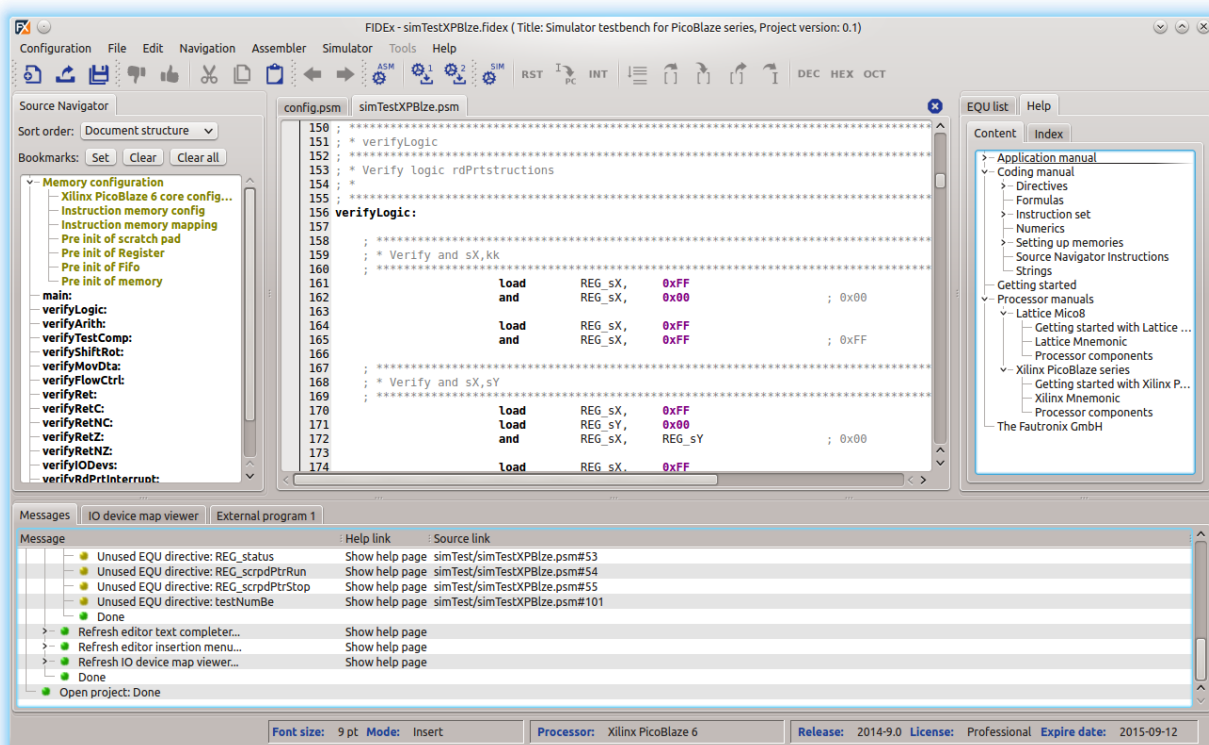 FIDEx - simTestXPBlze.fidex ( Title: Simulator testbench for PicoBlaze series, Project version: 0.1)
Configuration File Edit Navigation Assembler Simulator Tools Help
ASM 1 2 SIM RST I PC INT DEC HEX OCT
Source Navigator
Sort order: Document structure
Bookmarks: Set Clear Clear all
Memory configuration
Xilinx PicoBlaze 6 core config...
Instruction memory config
Instruction memory mapping
Pre init of scratch pad
Pre init of Register
Pre init of Fifo
Pre init of memory
main:
verifyLogic:
verifyArith:
verifyTestComp:
verifyShiftRot:
verifyMovDta:
verifyFlowCtrl:
verifyRet:
verifyRetC:
verifyRetNC:
verifyRetZ:
verifyRetNZ:
verifyIODevs:
verifyRdPrtInterrupt:
config.psm simTestXPBlze.psm
150 ; **************************************************************************************
151 ; * verifyLogic
152 ; **************************************************************************************
153 ; * Verify logic rdPrtstructions
154 ; *
155 ; **************************************************************************************
156 verifyLogic:
157
158 ; **********************************************************************************
159 ; * Verify and sX,kk
160 ; **********************************************************************************
161 load REG_sX, 0xFF
162 and REG_sX, 0x00 ; 0x00
163
164 load REG_sX, 0xFF
165 and REG_sX, 0xFF ; 0xFF
166
167 ; **********************************************************************************
168 ; * Verify and sX,sY
169 ; **********************************************************************************
170 load REG_sX, 0xFF
171 load REG_sY, 0x00
172 and REG_sX, REG_sY ; 0x00
173
174 load REG_sX, 0xFF
EQU list Help
Content Index
Application manual
Coding manual
Directives
Formulas
Instruction set
Numerics
Setting up memories
Source Navigator Instructions
Strings
Getting started
Processor manuals
Lattice Mico8
Getting started with Lattice ...
Lattice Mnemonic
Processor components
Xilinx PicoBlaze series
Getting started with Xilinx P...
Xilinx Mnemonic
Processor components
The Fautronix GmbH
Messages IO device map viewer External program 1
Message Help link Source link
Unused EQU directive: REG_status Show help page simTest/simTestXPBlze.psm#53
Unused EQU directive: REG_scrpdPtrRun Show help page simTest/simTestXPBlze.psm#54
Unused EQU directive: REG_scrpdPtrStop Show help page simTest/simTestXPBlze.psm#55
Unused EQU directive: testNumBe Show help page simTest/simTestXPBlze.psm#101
Done
Refresh editor text completer... Show help page
Refresh editor insertion menu... Show help page
Refresh IO device map viewer... Show help page
Done
Open project: Done
Font size: 9 pt Mode: Insert Processor: Xilinx PicoBlaze 6 Release: 2014-9.0 License: Professional Expire date: 2015-09-12